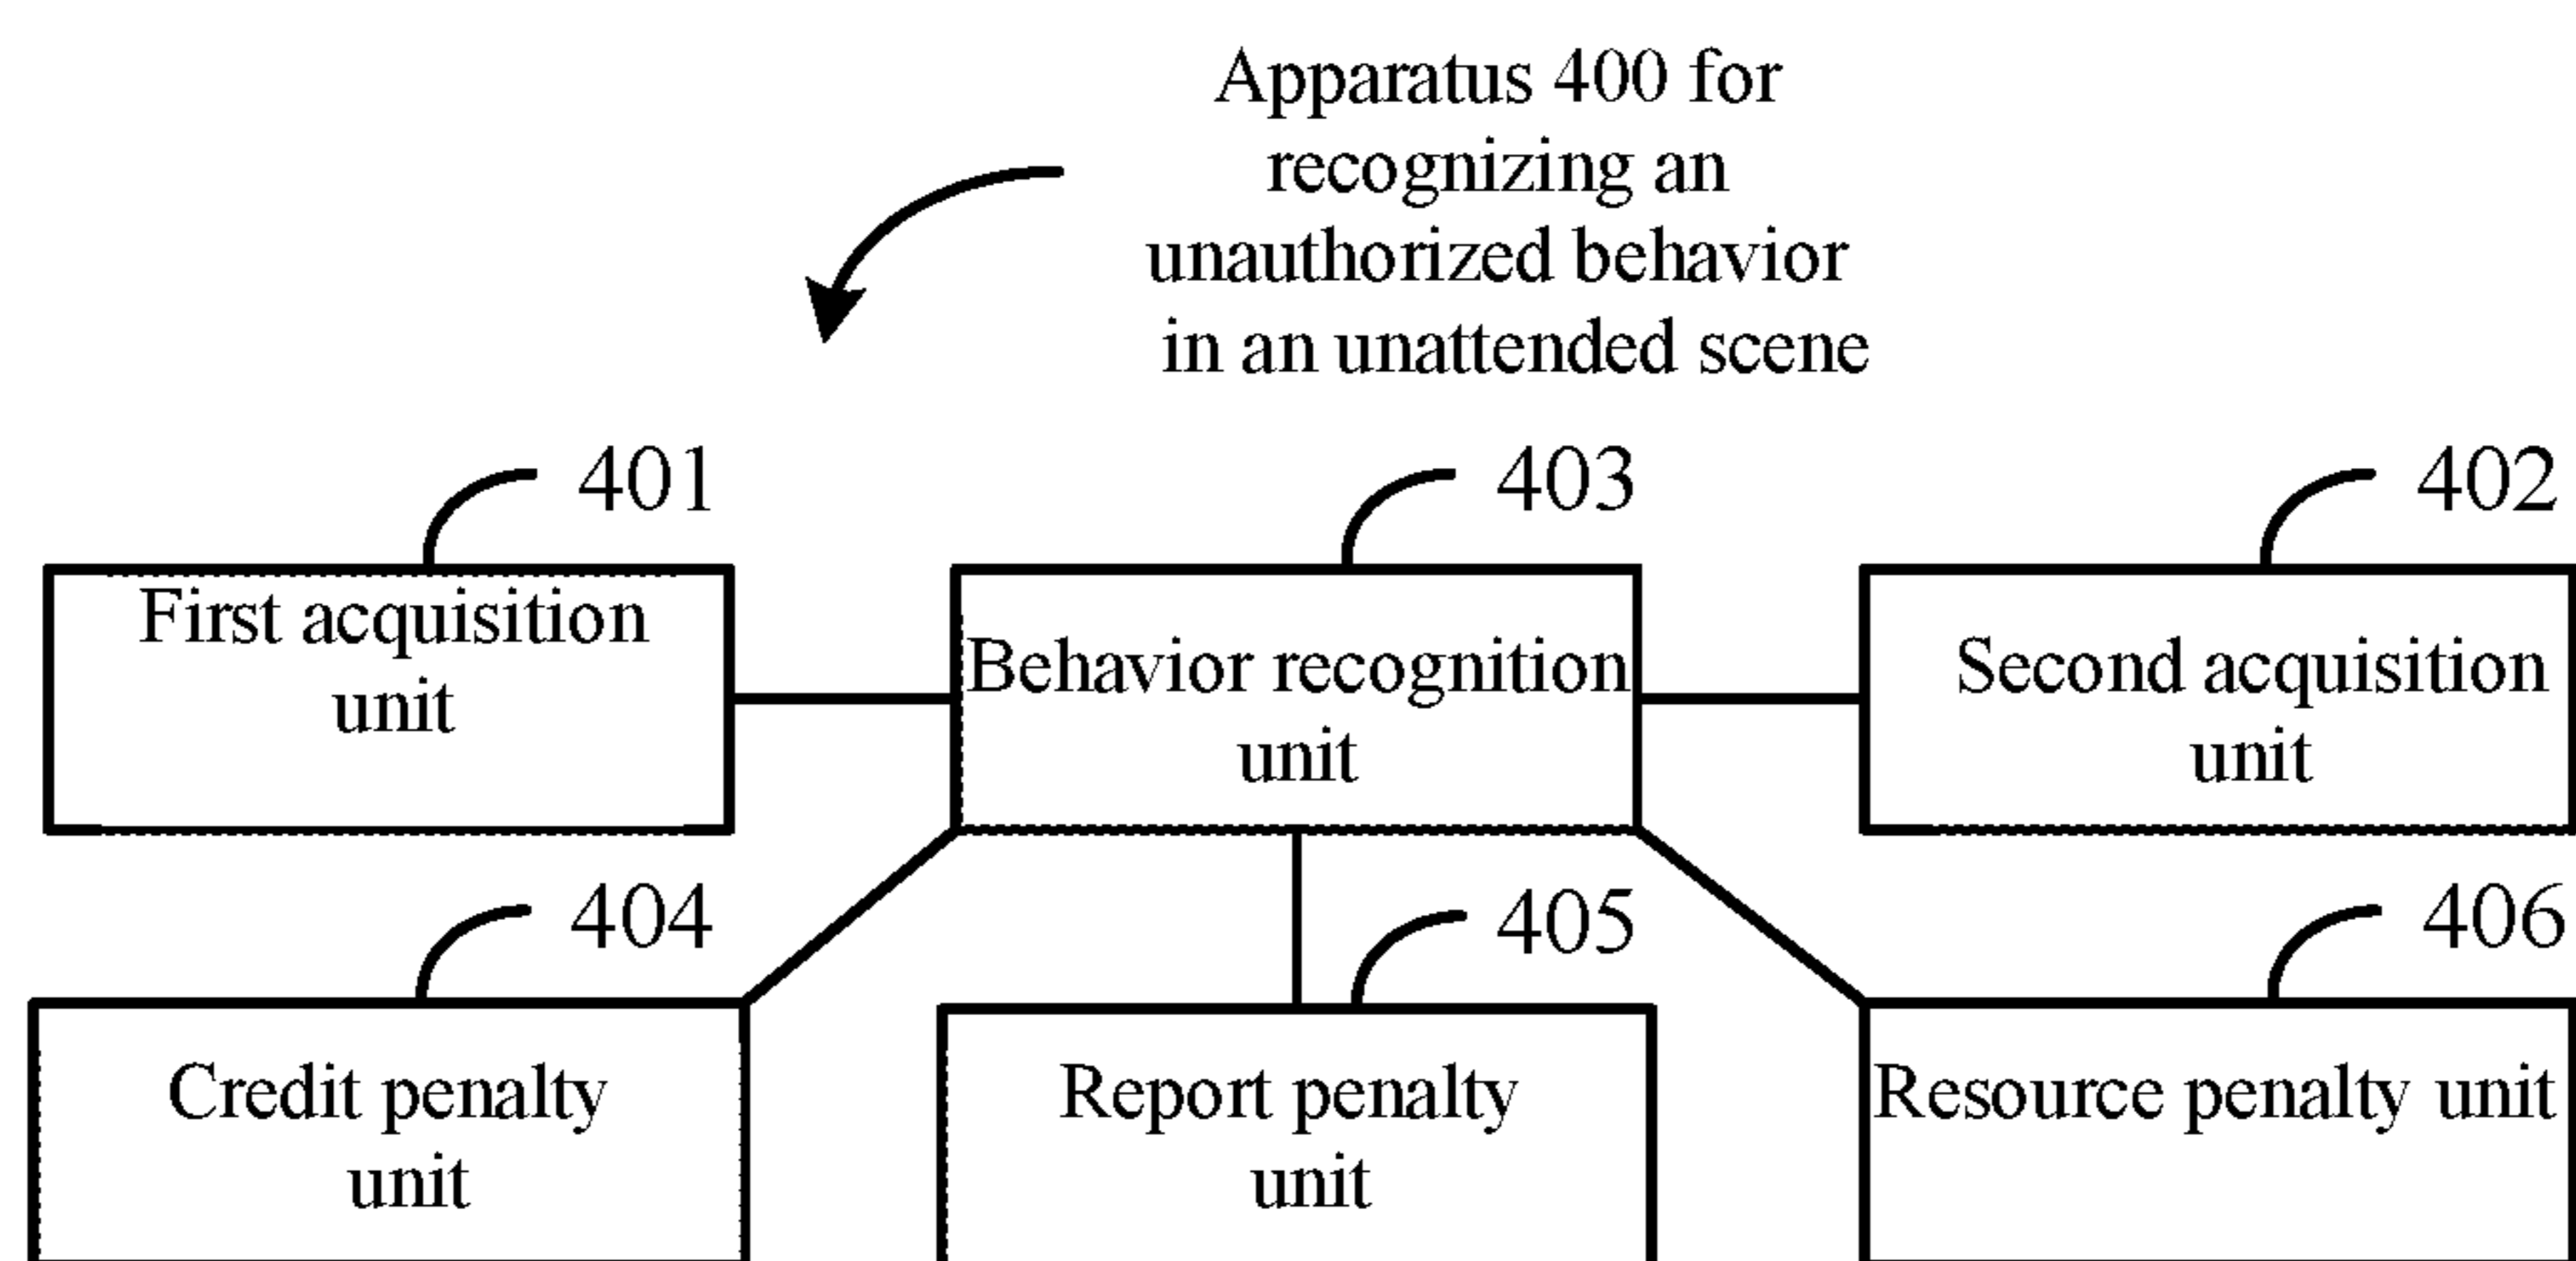 Apparatus 400 for
recognizing an
unauthorized behavior
in an unattended scene
401
403
402
First acquisition
unit
Behavior recognition
unit
Second acquisition
unit
404
405
406
Credit penalty
unit
Report penalty
unit
Resource penalty unit